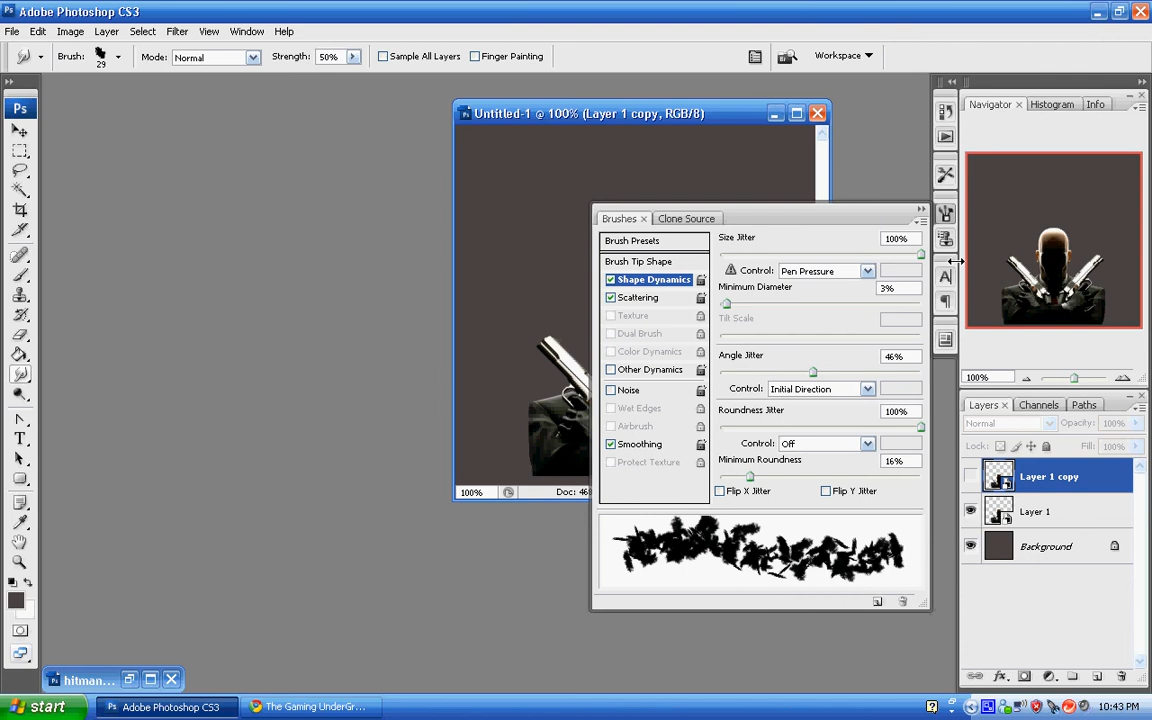 Adobe Photoshop CS3
File Edit Image Layer Select Filter View Window Help
Brush: 29 Mode: Normal Strength: 50% Sample All Layers Finger Painting Workspace
Ps
Untitled-1 @ 100% (Layer 1 copy, RGB/8)
100% Doc: 46
Brushes Clone Source
Brush Presets
Brush Tip Shape
Shape Dynamics
Scattering
Texture
Dual Brush
Color Dynamics
Other Dynamics
Noise
Wet Edges
Airbrush
Smoothing
Protect Texture
Size Jitter 100%
Control: Pen Pressure
Minimum Diameter 3%
Tilt Scale
Angle Jitter 46%
Control: Initial Direction
Roundness Jitter 100%
Control: Off
Minimum Roundness 16%
Flip X Jitter Flip Y Jitter
Navigator Histogram Info
100%
Layers Channels Paths
Normal Opacity: 100%
Lock: Fill: 100%
Layer 1 copy
Layer 1
Background
hitman...
start Adobe Photoshop CS3 The Gaming UnderGr... 10:43 PM